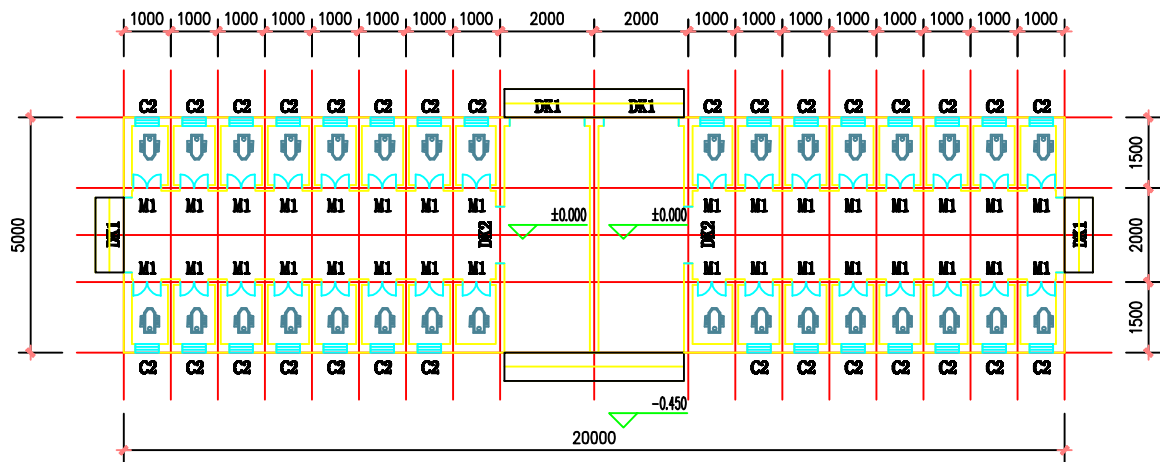 1000 1000 1000 1000 1000 1000 1000 1000 2000 2000 1000 1000 1000 1000 1000 1000 1000 1000
C2 C2 C2 C2 C2 C2 C2 C2 DK1 DK1 C2 C2 C2 C2 C2 C2 C2 C2
1500
M1 M1 M1 M1 M1 M1 M1 M1 ±0.000 ±0.000 M1 M1 M1 M1 M1 M1 M1 M1
5000 DK1 DK2 DK2 DK1 2000
M1 M1 M1 M1 M1 M1 M1 M1 M1 M1 M1 M1 M1 M1 M1 M1
1500
C2 C2 C2 C2 C2 C2 C2 C2 C2 C2 C2 C2 C2 C2
-0.450
20000